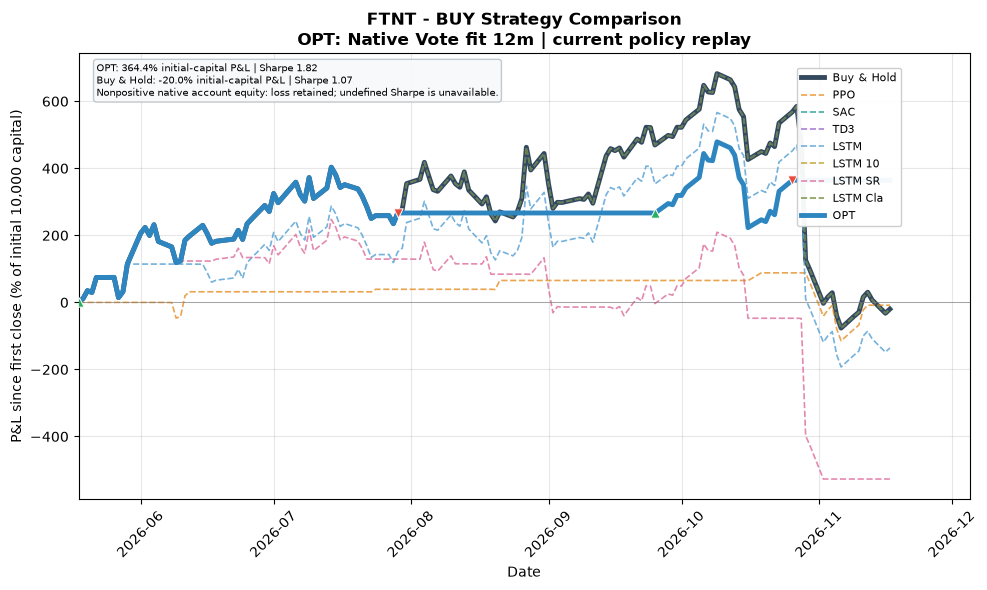 FTNT - BUY Strategy Comparison
OPT: Native Vote fit 12m | current policy replay
OPT: 364.4% initial-capital P&L | Sharpe 1.82
Buy & Hold: -20.0% initial-capital P&L | Sharpe 1.07
Nonpositive native account equity: loss retained; undefined Sharpe is unavailable.
Buy & Hold
PPO
SAC
TD3
LSTM
LSTM 10
LSTM SR
LSTM Cla
OPT
P&L since first close (% of initial 10,000 capital)
600
400
200
0
−200
−400
2026-06
2026-07
2026-08
2026-09
2026-10
2026-11
2026-12
Date